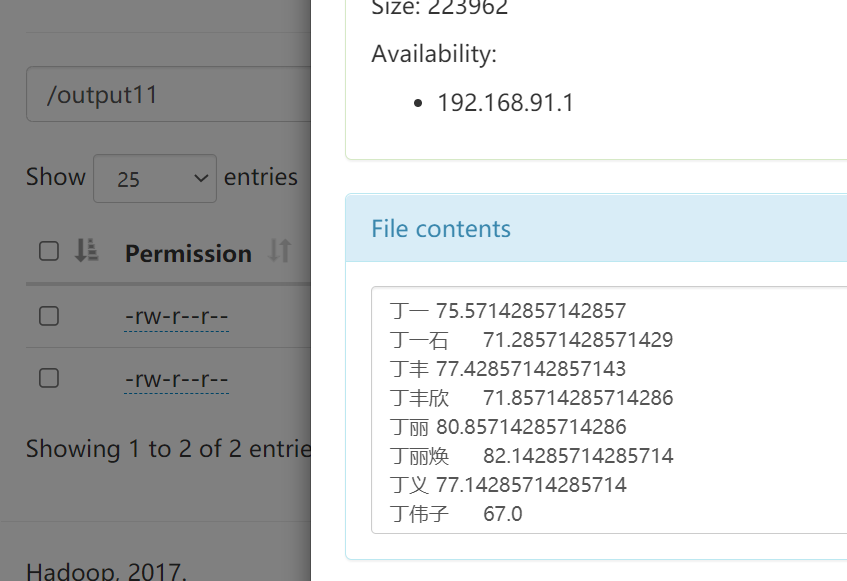 /output11
Show 25 entries
Permission
-rw-r--r--
-rw-r--r--
Showing 1 to 2 of 2 entrie
Hadoop, 2017.
Size: 223962
Availability:
192.168.91.1
File contents
丁一 75.57142857142857
丁一石 71.28571428571429
丁丰 77.42857142857143
丁丰欣 71.85714285714286
丁丽 80.85714285714286
丁丽焕 82.14285714285714
丁义 77.14285714285714
丁伟子 67.0